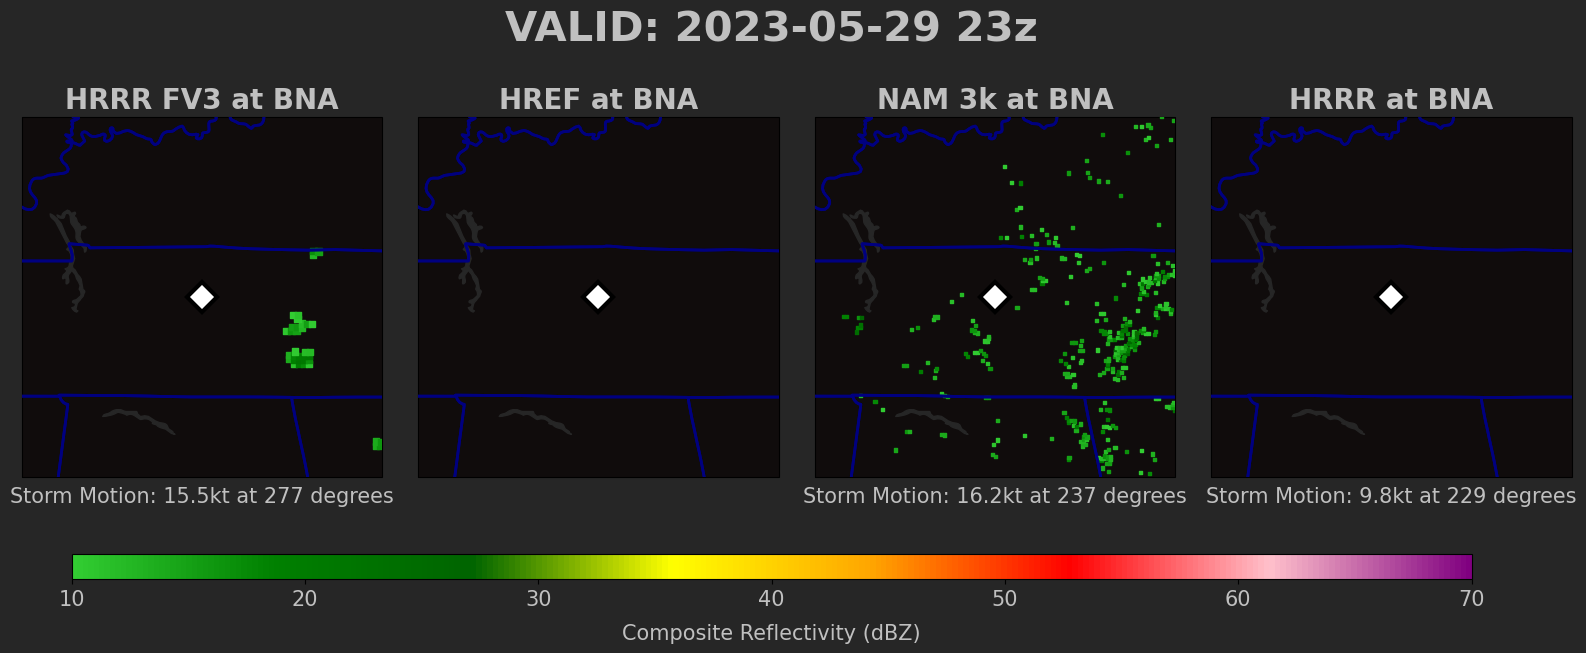 VALID: 2023-05-29 23z
HRRR FV3 at BNA
HREF at BNA
NAM 3k at BNA
HRRR at BNA
Storm Motion: 15.5kt at 277 degrees
Storm Motion: 16.2kt at 237 degrees
Storm Motion: 9.8kt at 229 degrees
10 20 30 40 50 60 70
Composite Reflectivity (dBZ)